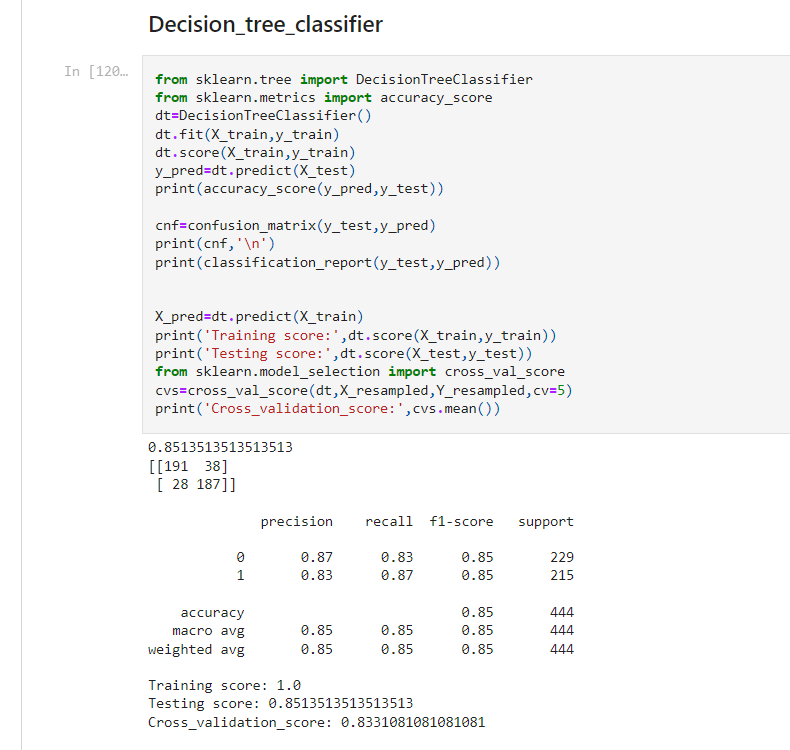 Decision_tree_classifier
In [120…
from sklearn.tree import DecisionTreeClassifier
from sklearn.metrics import accuracy_score
dt=DecisionTreeClassifier()
dt.fit(X_train,y_train)
dt.score(X_train,y_train)
y_pred=dt.predict(X_test)
print(accuracy_score(y_pred,y_test))
cnf=confusion_matrix(y_test,y_pred)
print(cnf,'\n')
print(classification_report(y_test,y_pred))
X_pred=dt.predict(X_train)
print('Training score:',dt.score(X_train,y_train))
print('Testing score:',dt.score(X_test,y_test))
from sklearn.model_selection import cross_val_score
cvs=cross_val_score(dt,X_resampled,Y_resampled,cv=5)
print('Cross_validation_score:',cvs.mean())
0.8513513513513513
[[191  38]
 [ 28 187]]
precision    recall  f1-score   support
0       0.87      0.83      0.85       229
1       0.83      0.87      0.85       215
accuracy                           0.85       444
macro avg       0.85      0.85      0.85       444
weighted avg       0.85      0.85      0.85       444
Training score: 1.0
Testing score: 0.8513513513513513
Cross_validation_score: 0.8331081081081081